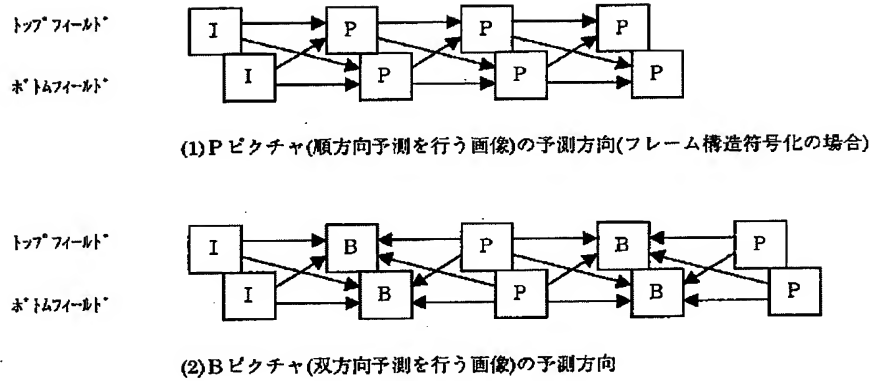 トップフィールド
I P P P
ボトムフィールド
I P P P
(1)Pピクチャ(順方向予測を行う画像)の予測方向(フレーム構造符号化の場合)
トップフィールド
I B P B P
ボトムフィールド
I B P B P
(2)Bピクチャ(双方向予測を行う画像)の予測方向